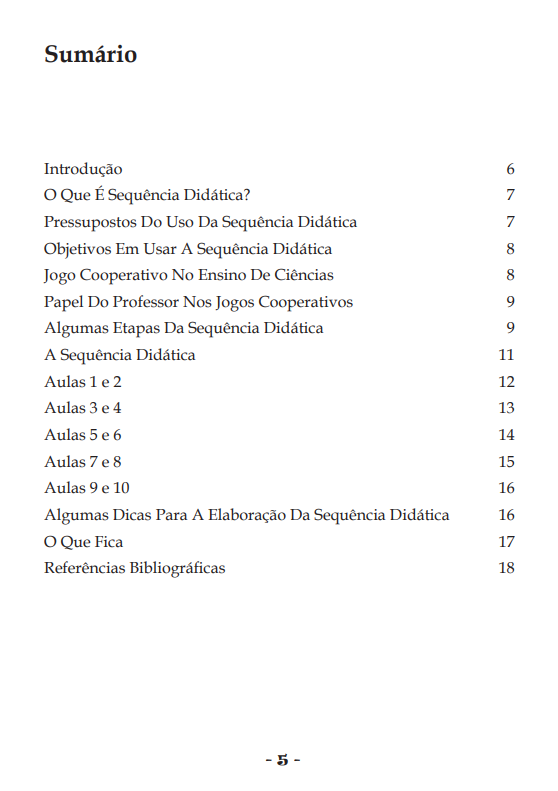 Sumário
Introdução 6
O Que É Sequência Didática? 7
Pressupostos Do Uso Da Sequência Didática 7
Objetivos Em Usar A Sequência Didática 8
Jogo Cooperativo No Ensino De Ciências 8
Papel Do Professor Nos Jogos Cooperativos 9
Algumas Etapas Da Sequência Didática 9
A Sequência Didática 11
Aulas 1 e 2 12
Aulas 3 e 4 13
Aulas 5 e 6 14
Aulas 7 e 8 15
Aulas 9 e 10 16
Algumas Dicas Para A Elaboração Da Sequência Didática 16
O Que Fica 17
Referências Bibliográficas 18
- 5 -